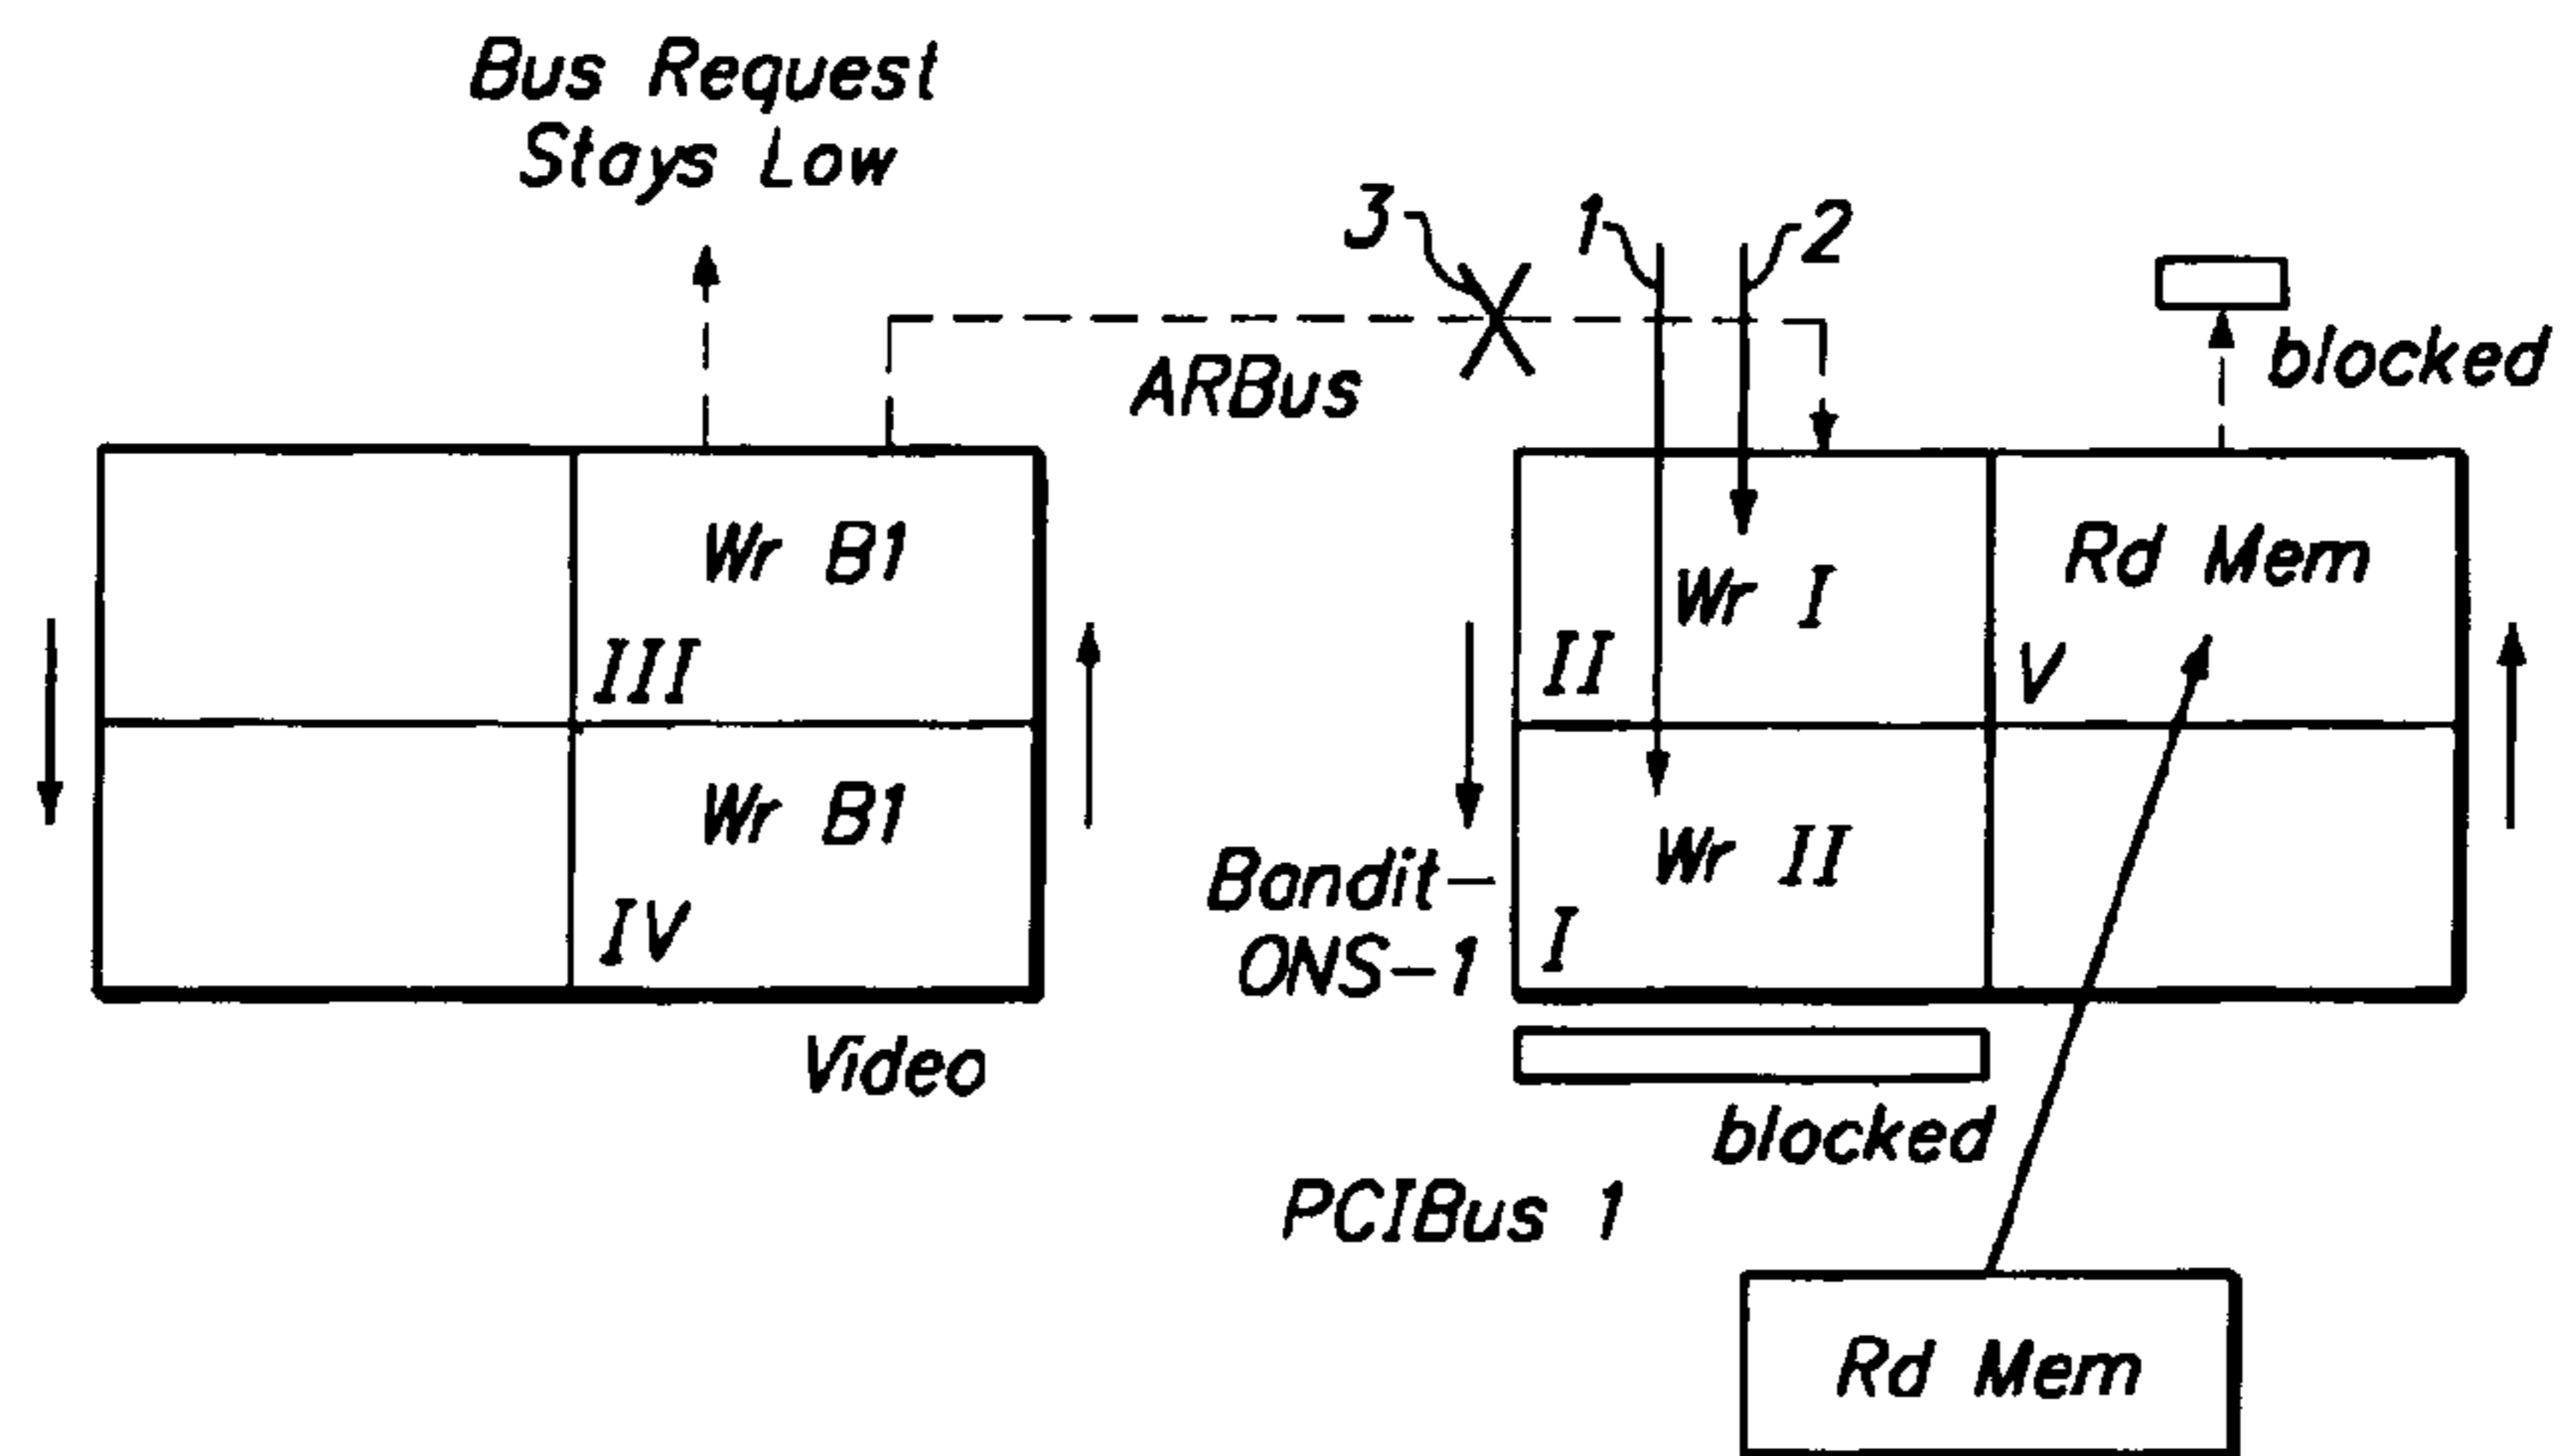 Bus Request
Stays Low
3
1
2
ARBus
blocked
Wr B1
III
Wr B1
IV
Video
Wr I
II
Rd Mem
V
Wr II
I
Bandit-
ONS-1
blocked
PCIBus 1
Rd Mem